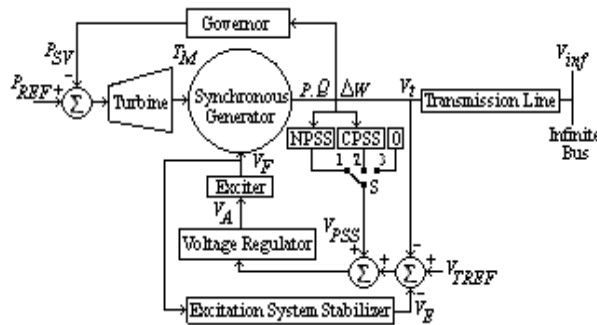 Governor
P_SV
T_M
V_inf
P_REF
+
−
Σ
Turbine
Synchronous
Generator
P, Ω ΔW
V_t
Transmission Line
Infinite
Bus
NPSS
CPSS
0
1
2
3
S
V_F
Exciter
V_A
Voltage Regulator
V_PSS
+
Σ
+
−
Σ
+
V_TREF
−
V_E
Excitation System Stabilizer